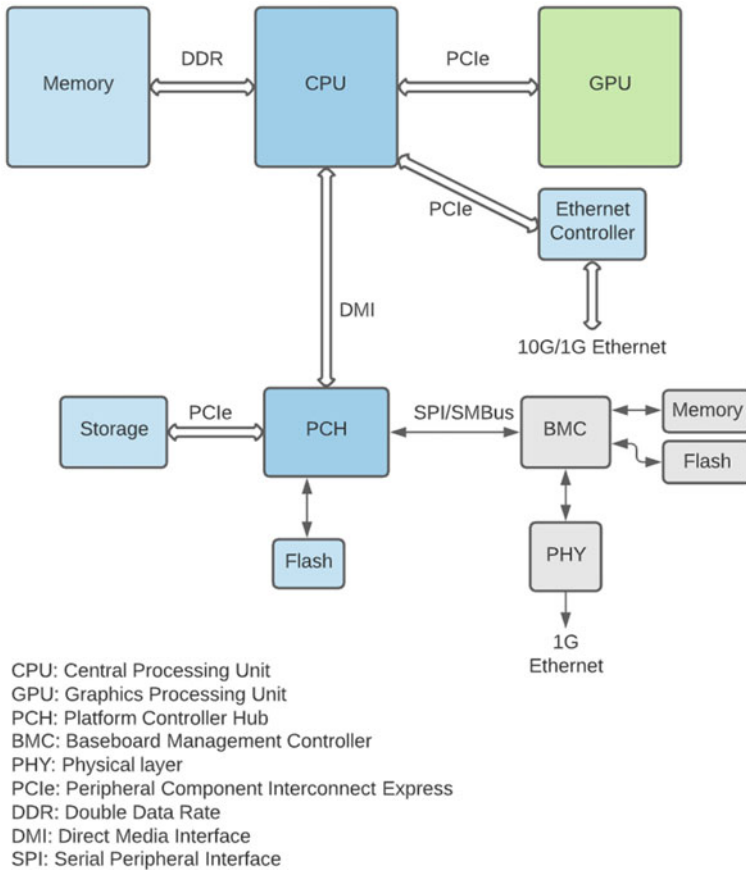 DDR
PCIe
Memory
CPU
GPU
PCIe
Ethernet
Controller
DMI
10G/1G Ethernet
PCIe
SPI/SMBus
Storage
PCH
BMC
Memory
Flash
Flash
PHY
1G
Ethernet
CPU: Central Processing Unit
GPU: Graphics Processing Unit
PCH: Platform Controller Hub
BMC: Baseboard Management Controller
PHY: Physical layer
PCIe: Peripheral Component Interconnect Express
DDR: Double Data Rate
DMI: Direct Media Interface
SPI: Serial Peripheral Interface